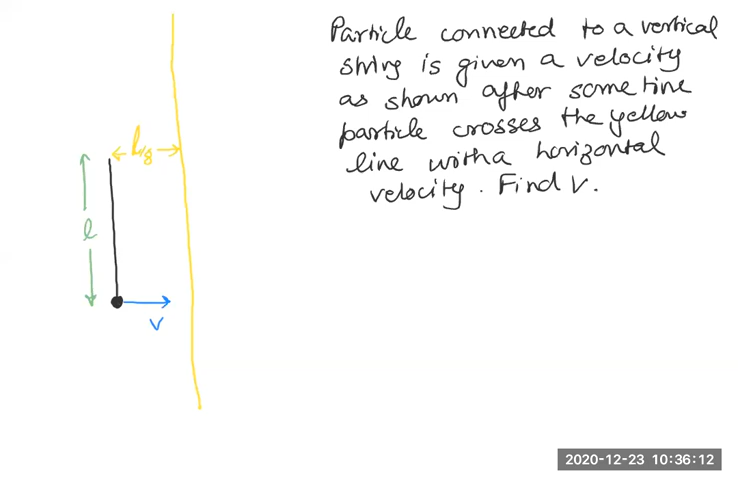 Particle connected to a vertical
string is given a velocity
as shown after some time
particle crosses the yellow
line with a horizontal
velocity. Find V.
l/8
l
v
2020-12-23 10:36:12